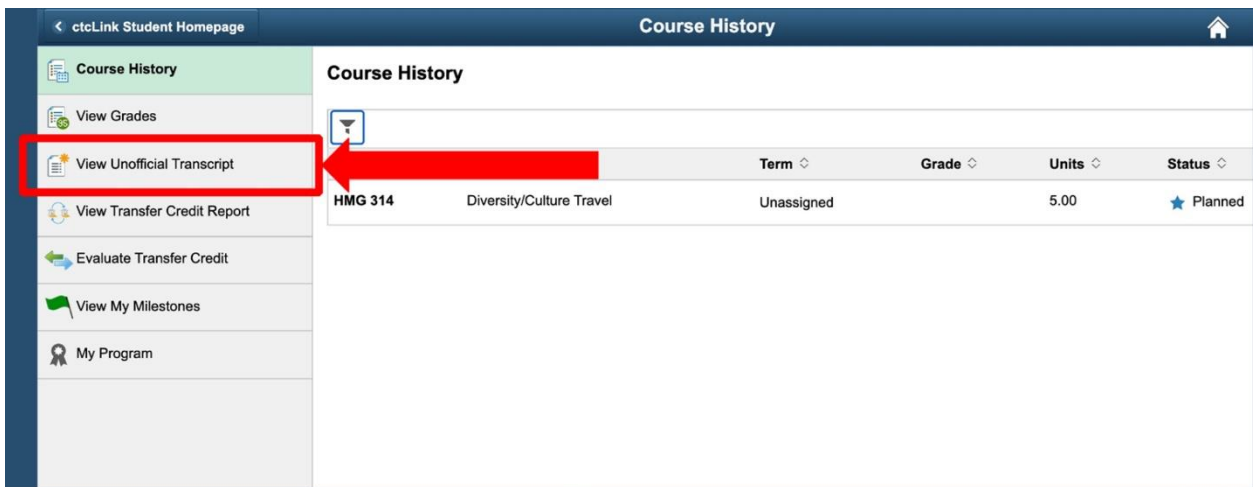 ctcLink Student Homepage
Course History
Course History
View Grades
View Unofficial Transcript
View Transfer Credit Report
Evaluate Transfer Credit
View My Milestones
My Program
Course History
Term Grade Units Status
HMG 314 Diversity/Culture Travel Unassigned 5.00 Planned